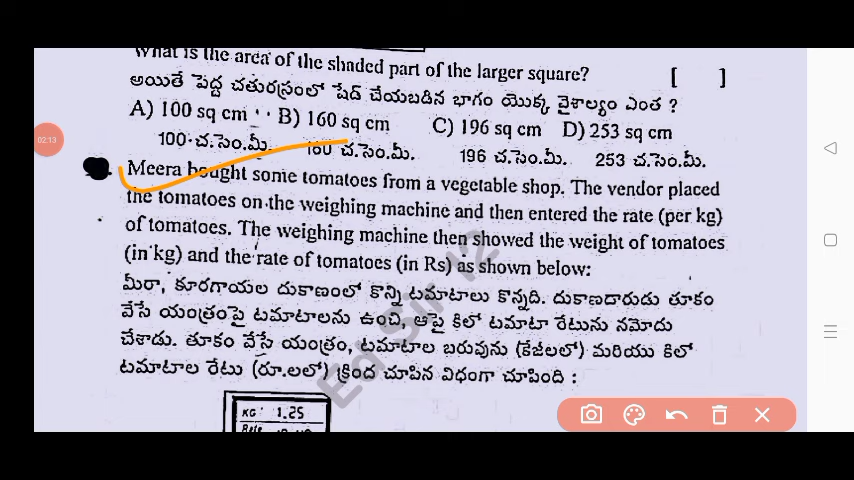 What is the area of the shaded part of the larger square? [ ]
అయితే పెద్ద చతురస్రంలో షేడ్ చేయబడిన భాగం యొక్క వైశాల్యం ఎంత ?
A) 100 sq cm B) 160 sq cm C) 196 sq cm D) 253 sq cm
100 చ.సెం.మీ. 160 చ.సెం.మీ. 196 చ.సెం.మీ. 253 చ.సెం.మీ.
02:13
Meera bought some tomatoes from a vegetable shop. The vendor placed
the tomatoes on the weighing machine and then entered the rate (per kg)
of tomatoes. The weighing machine then showed the weight of tomatoes
(in kg) and the rate of tomatoes (in Rs) as shown below:
మీరా, కూరగాయల దుకాణంలో కొన్ని టమాటాలు కొన్నది. దుకాణదారుడు తూకం
వేసే యంత్రంపై టమాటాలను ఉంచి, ఆపై కిలో టమాటా రేటును నమోదు
చేశాడు. తూకం వేసే యంత్రం, టమాటాల బరువును (కేజీలలో) మరియు కిలో
టమాటాల రేటు (రూ.లలో) క్రింద చూపిన విధంగా చూపింది :
Ed Sir 12
KG: 1.25
Rate